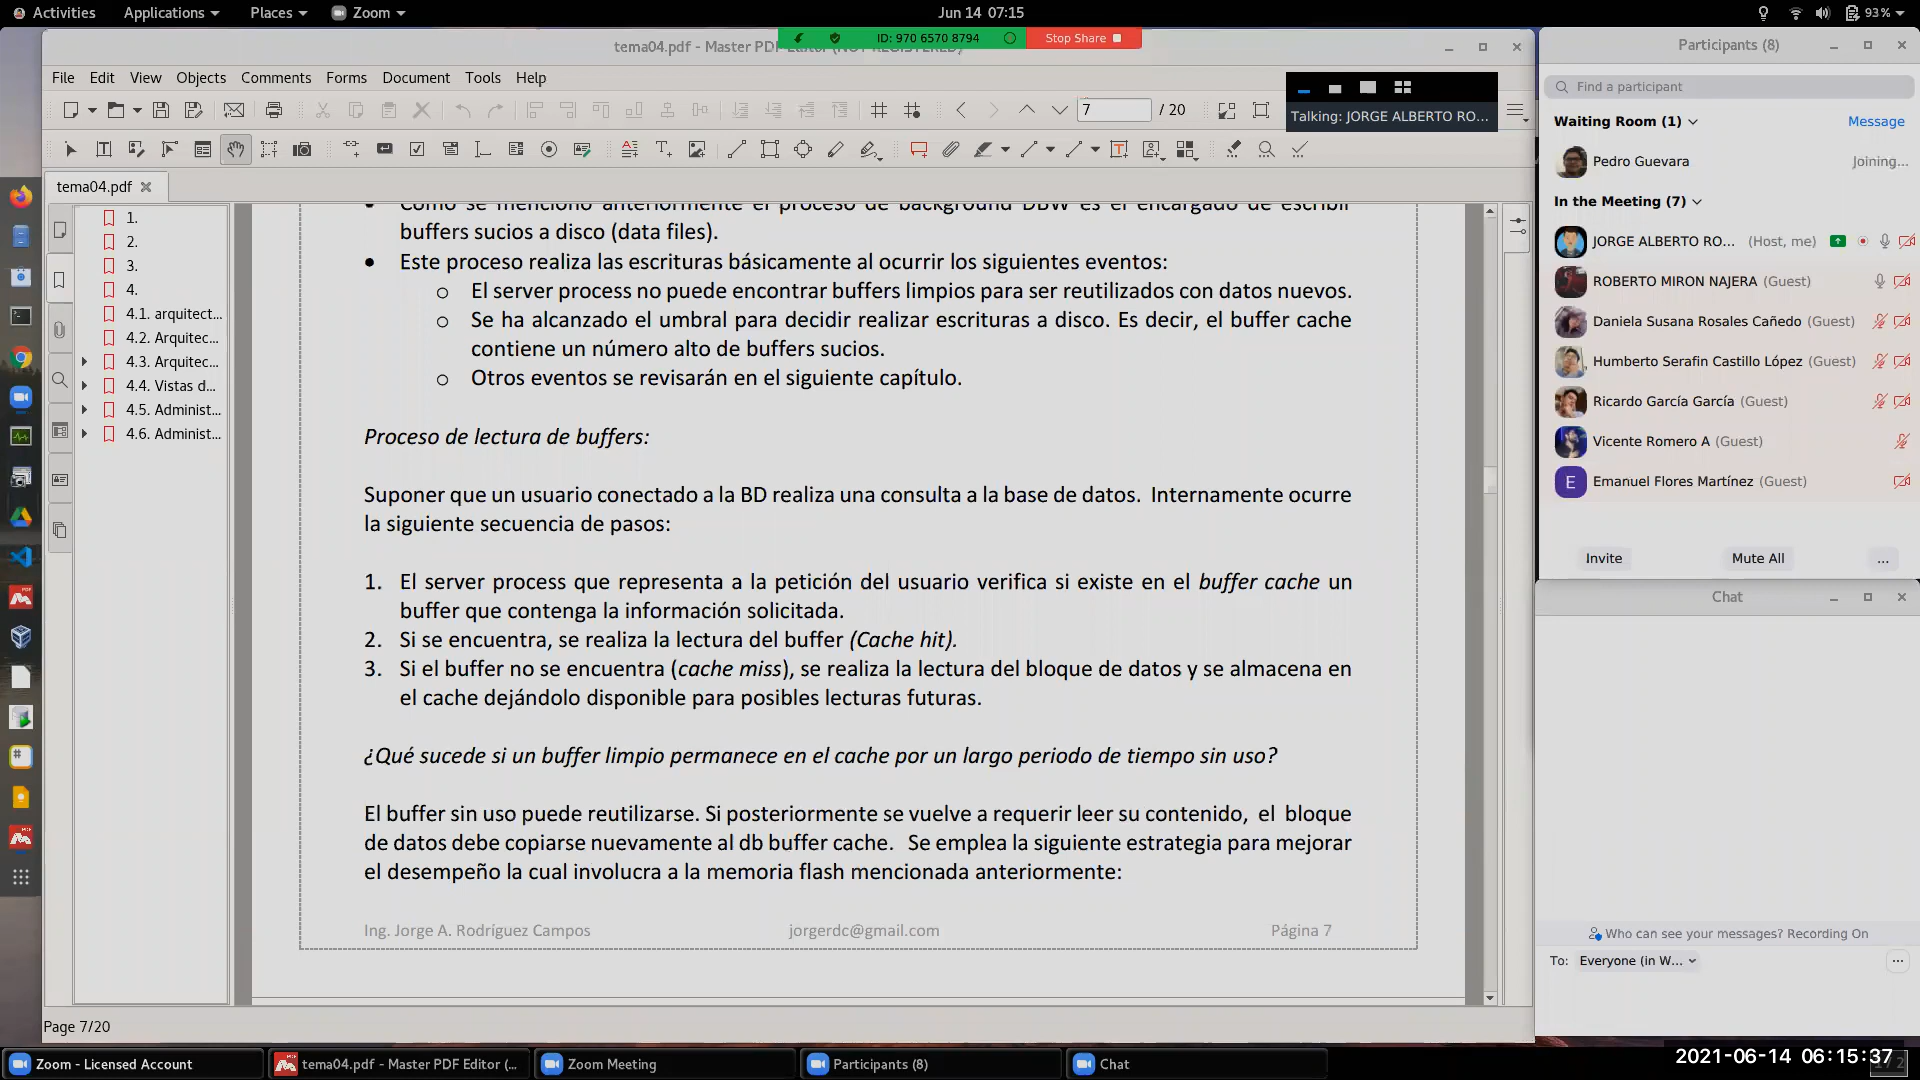 Activities Applications Places Zoom Jun 14 07:15 93%
tema04.pdf - Master PDF Editor (NOT REGISTERED)
ID: 970 6570 8794 Stop Share
File Edit View Objects Comments Forms Document Tools Help
7 / 20
Talking: JORGE ALBERTO RO...
tema04.pdf
1.
2.
3.
4.
4.1. arquitect...
4.2. Arquitec...
4.3. Arquitec...
4.4. Vistas d...
4.5. Administ...
4.6. Administ...
• Como se mencionó anteriormente el proceso de background DBW es el encargado de escribir
buffers sucios a disco (data files).
• Este proceso realiza las escrituras básicamente al ocurrir los siguientes eventos:
o El server process no puede encontrar buffers limpios para ser reutilizados con datos nuevos.
o Se ha alcanzado el umbral para decidir realizar escrituras a disco. Es decir, el buffer cache
contiene un número alto de buffers sucios.
o Otros eventos se revisarán en el siguiente capítulo.
Proceso de lectura de buffers:
Suponer que un usuario conectado a la BD realiza una consulta a la base de datos. Internamente ocurre
la siguiente secuencia de pasos:
1. El server process que representa a la petición del usuario verifica si existe en el buffer cache un
buffer que contenga la información solicitada.
2. Si se encuentra, se realiza la lectura del buffer (Cache hit).
3. Si el buffer no se encuentra (cache miss), se realiza la lectura del bloque de datos y se almacena en
el cache dejándolo disponible para posibles lecturas futuras.
¿Qué sucede si un buffer limpio permanece en el cache por un largo periodo de tiempo sin uso?
El buffer sin uso puede reutilizarse. Si posteriormente se vuelve a requerir leer su contenido, el bloque
de datos debe copiarse nuevamente al db buffer cache. Se emplea la siguiente estrategia para mejorar
el desempeño la cual involucra a la memoria flash mencionada anteriormente:
Ing. Jorge A. Rodríguez Campos jorgerdc@gmail.com Página 7
Page 7/20
Participants (8)
Find a participant
Waiting Room (1) Message
Pedro Guevara Joining...
In the Meeting (7)
JORGE ALBERTO RO... (Host, me)
ROBERTO MIRON NAJERA (Guest)
Daniela Susana Rosales Cañedo (Guest)
Humberto Serafin Castillo López (Guest)
Ricardo García García (Guest)
Vicente Romero A (Guest)
E Emanuel Flores Martínez (Guest)
Invite Mute All ...
Chat
Who can see your messages? Recording On
To: Everyone (in W...
Zoom - Licensed Account tema04.pdf - Master PDF Editor (... Zoom Meeting Participants (8) Chat
2021-06-14 06:15:37